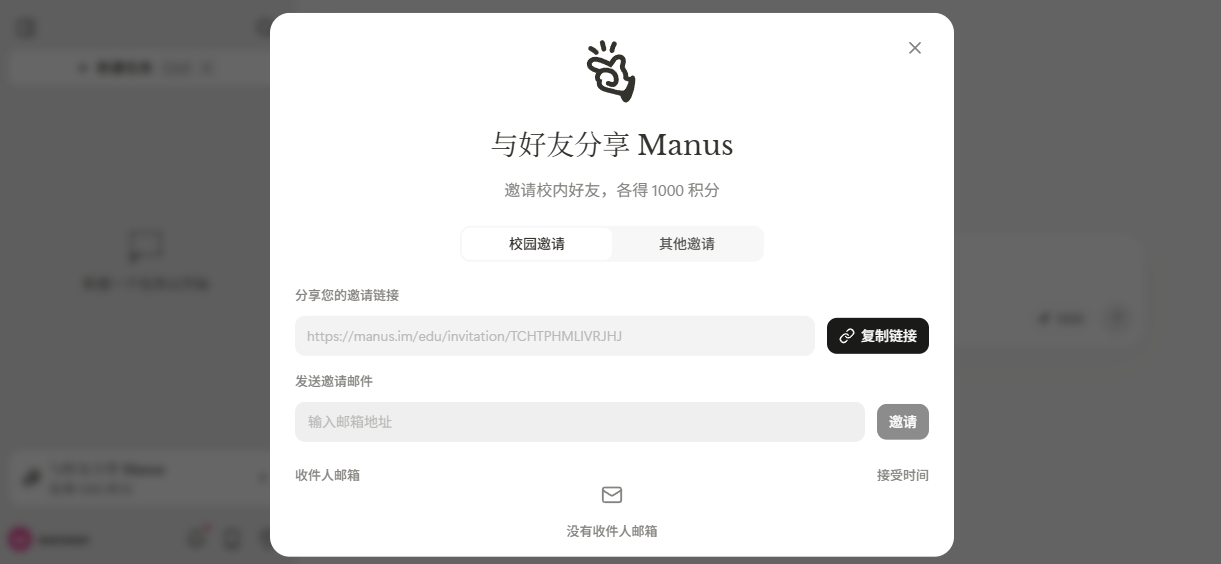 与好友分享 Manus
邀请校内好友，各得 1000 积分
校园邀请 其他邀请
分享您的邀请链接
https://manus.im/edu/invitation/TCHTPHMLIVRJHJ
复制链接
发送邀请邮件
输入邮箱地址
邀请
收件人邮箱 接受时间
没有收件人邮箱